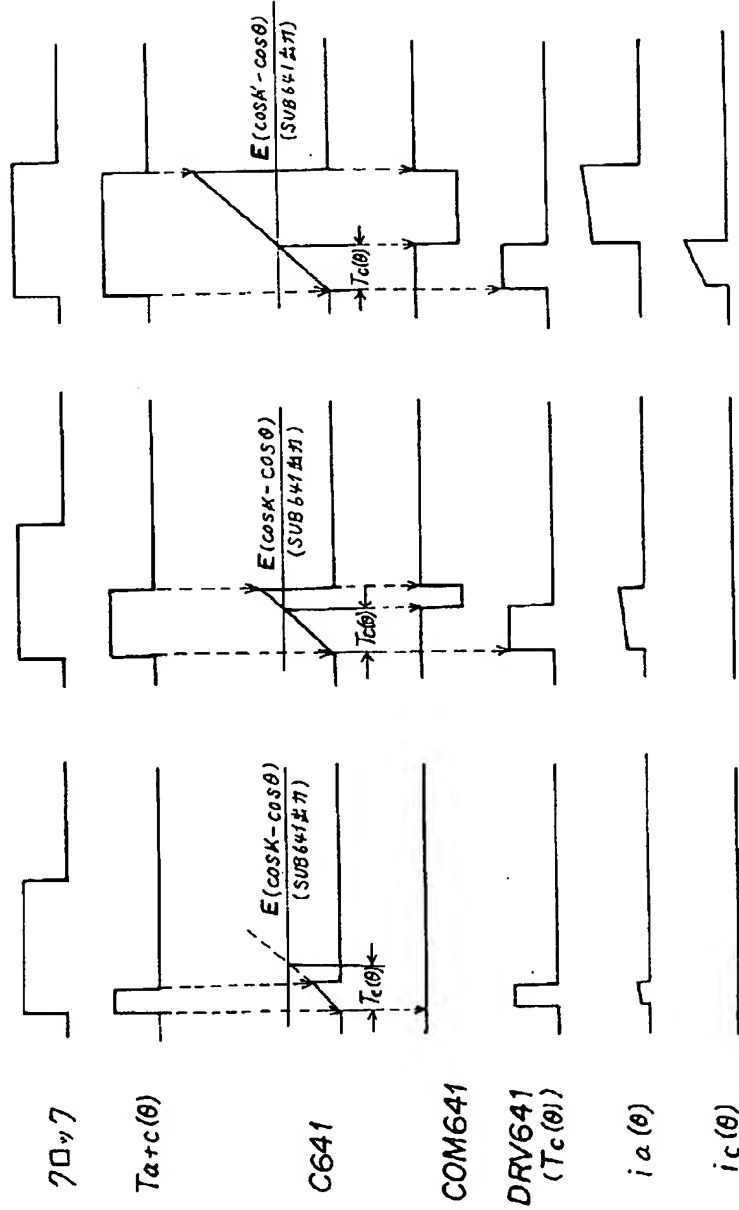 クロック
Ta+c(θ)
C641
COM641
DRV641
(Tc(θ))
ia(θ)
ic(θ)
E(cosK-cosθ)
(SUB641出力)
Tc(θ)
E(cosK-cosθ)
(SUB641出力)
Tc(θ)
E(cosK'-cosθ)
(SUB641出力)
Tc(θ)